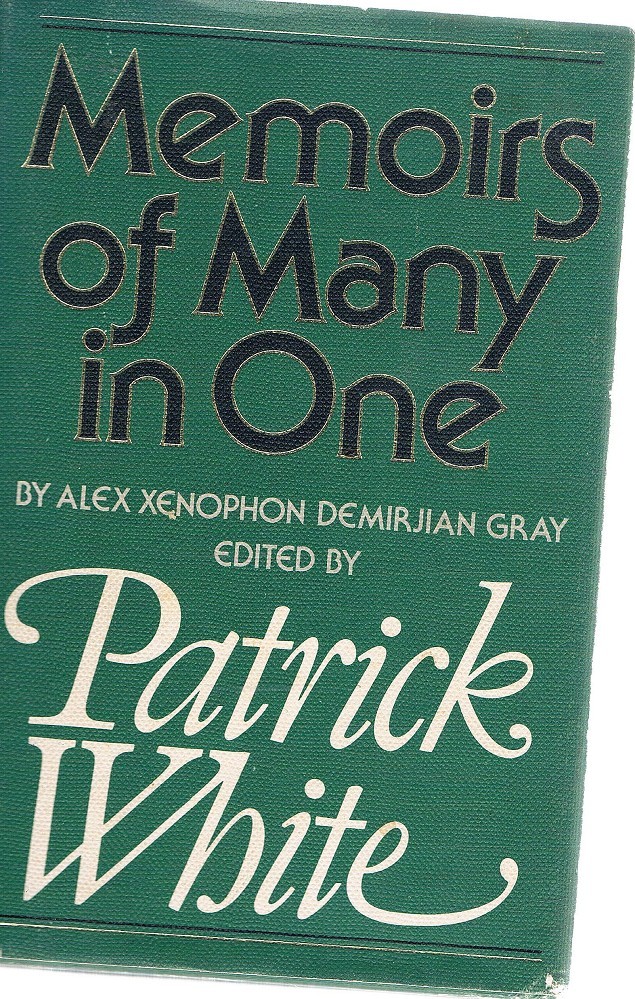 Memoirs
of Many
in One
BY ALEX XENOPHON DEMIRJIAN GRAY
EDITED BY
Patrick
White